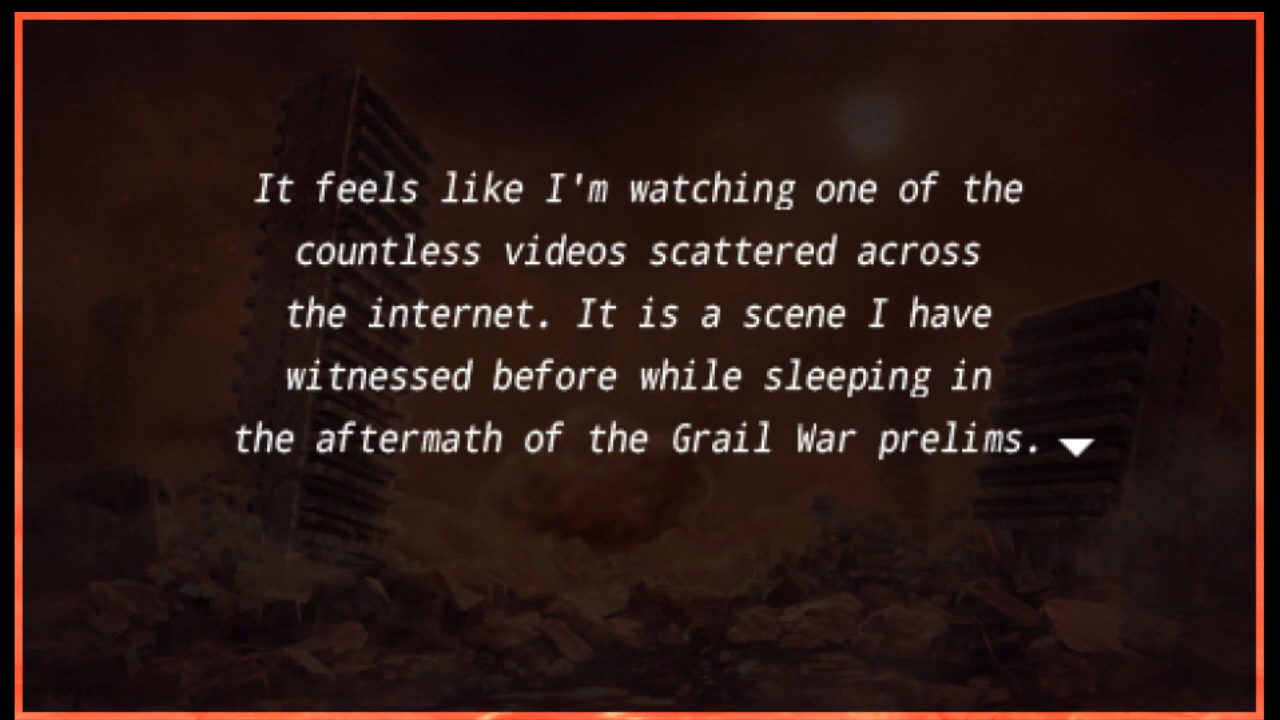 It feels like I'm watching one of the
countless videos scattered across
the internet. It is a scene I have
witnessed before while sleeping in
the aftermath of the Grail War prelims.